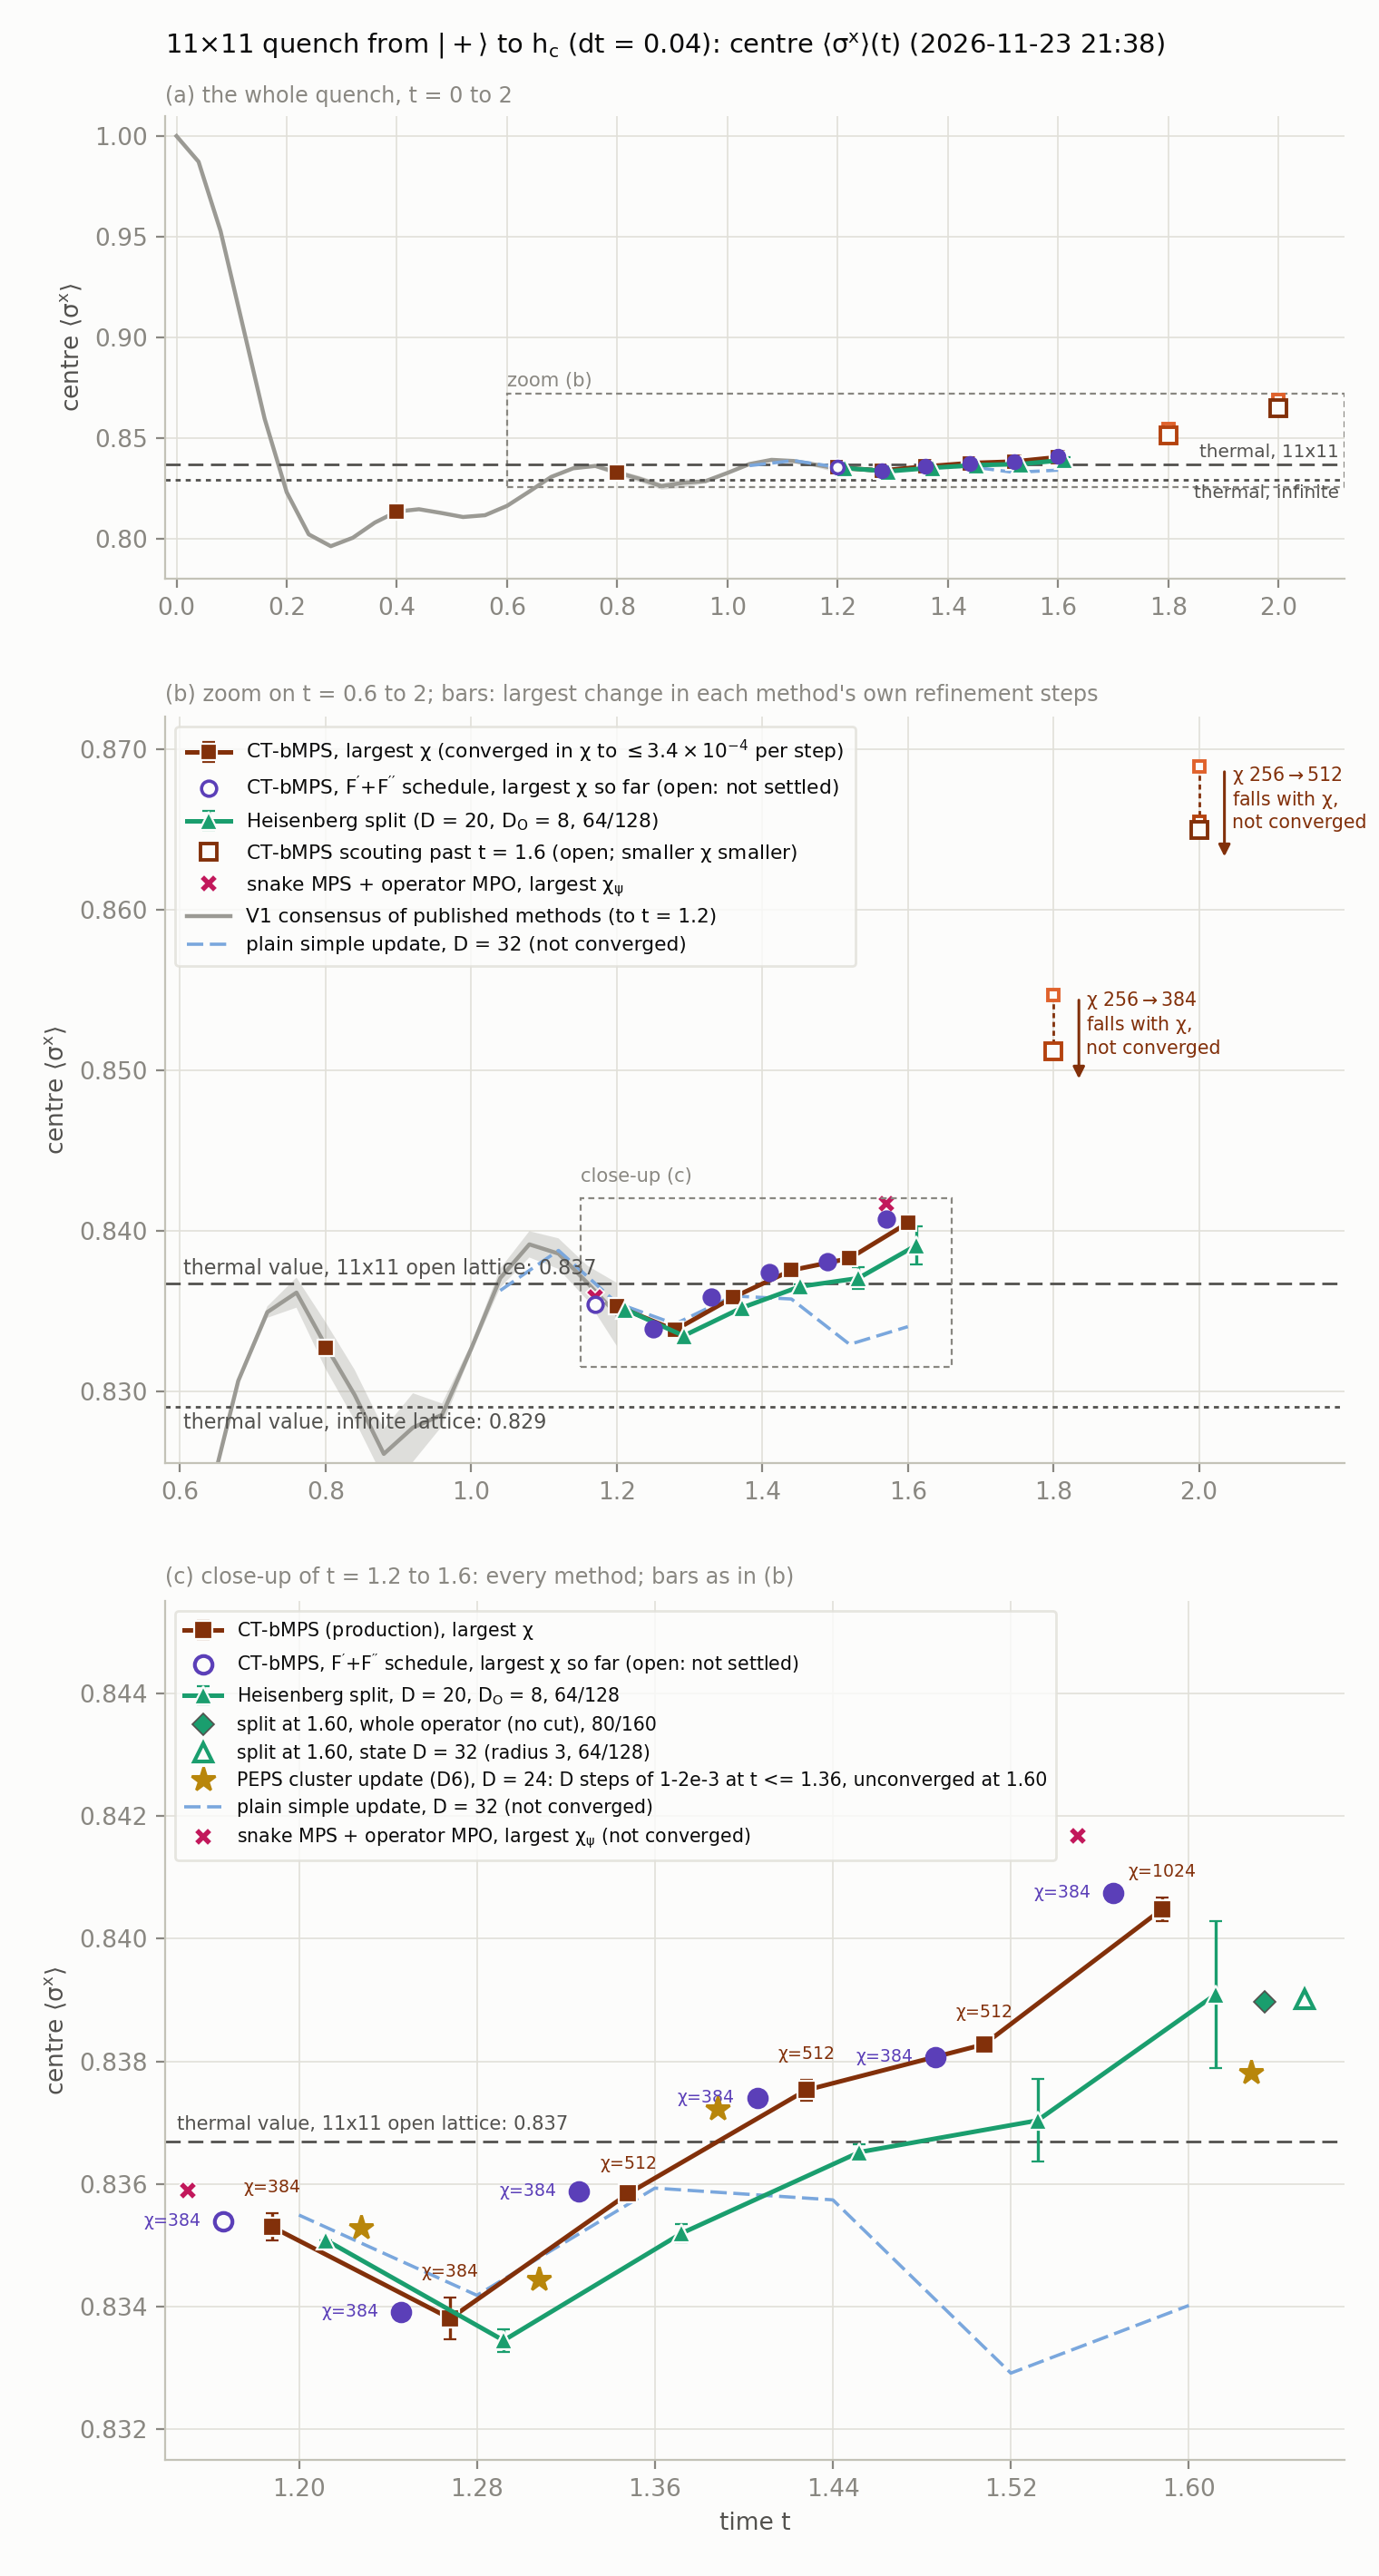 11×11 quench from |+⟩ to h_c (dt = 0.04): centre ⟨σˣ⟩(t) (2026-11-23 21:38)
(a) the whole quench, t = 0 to 2
centre ⟨σˣ⟩
1.00
0.95
0.90
0.85
0.80
zoom (b)
thermal, 11x11
thermal, infinite
0.0 0.2 0.4 0.6 0.8 1.0 1.2 1.4 1.6 1.8 2.0
(b) zoom on t = 0.6 to 2; bars: largest change in each method's own refinement steps
centre ⟨σˣ⟩
0.870
0.860
0.850
0.840
0.830
CT-bMPS, largest χ (converged in χ to ≤3.4×10⁻⁴ per step)
CT-bMPS, F′+F′′ schedule, largest χ so far (open: not settled)
Heisenberg split (D = 20, D_O = 8, 64/128)
CT-bMPS scouting past t = 1.6 (open; smaller χ smaller)
snake MPS + operator MPO, largest χ_ψ
V1 consensus of published methods (to t = 1.2)
plain simple update, D = 32 (not converged)
χ 256→512
falls with χ,
not converged
χ 256→384
falls with χ,
not converged
close-up (c)
thermal value, 11x11 open lattice: 0.837
thermal value, infinite lattice: 0.829
0.6 0.8 1.0 1.2 1.4 1.6 1.8 2.0
(c) close-up of t = 1.2 to 1.6: every method; bars as in (b)
centre ⟨σˣ⟩
0.844
0.842
0.840
0.838
0.836
0.834
0.832
CT-bMPS (production), largest χ
CT-bMPS, F′+F′′ schedule, largest χ so far (open: not settled)
Heisenberg split, D = 20, D_O = 8, 64/128
split at 1.60, whole operator (no cut), 80/160
split at 1.60, state D = 32 (radius 3, 64/128)
PEPS cluster update (D6), D = 24: D steps of 1-2e-3 at t <= 1.36, unconverged at 1.60
plain simple update, D = 32 (not converged)
snake MPS + operator MPO, largest χ_ψ (not converged)
χ=1024
χ=384
χ=512
χ=512
χ=384
χ=384
thermal value, 11x11 open lattice: 0.837
χ=512
χ=384
χ=384
χ=384
χ=384
χ=384
1.20 1.28 1.36 1.44 1.52 1.60
time t